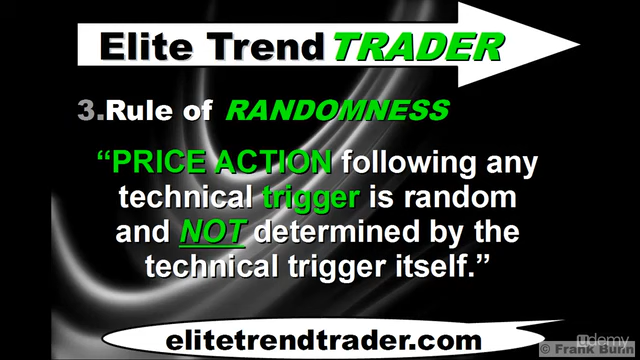 Elite Trend TRADER
3.Rule of RANDOMNESS
“PRICE ACTION following any
technical trigger is random
and NOT determined by the
technical trigger itself.”
elitetrendtrader.com
udemy
© Frank Bunn